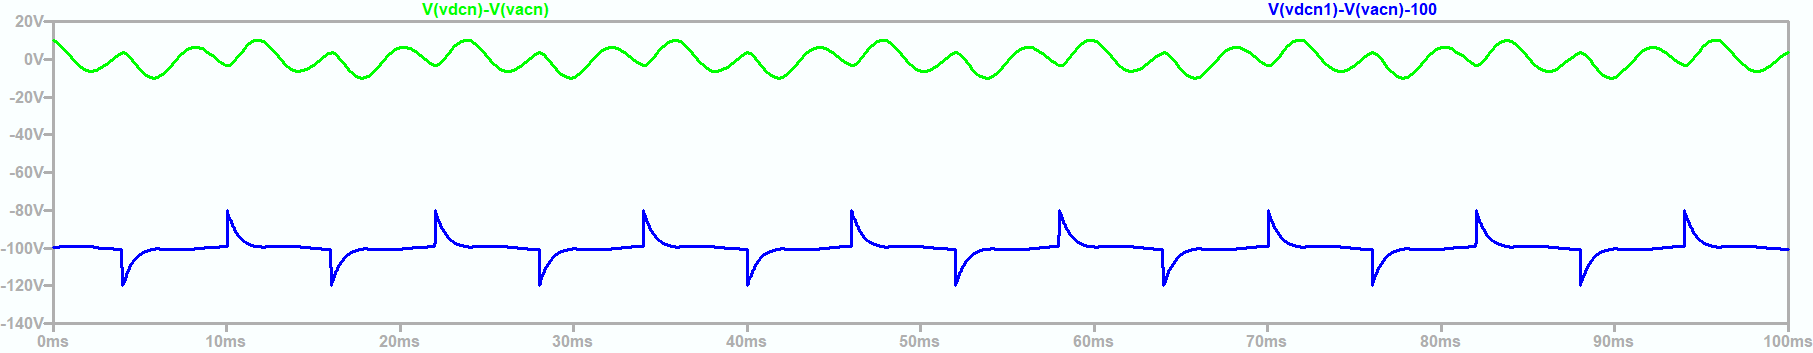 V(vdcn)-V(vacn) V(vdcn1)-V(vacn)-100
20V
0V
-20V
-40V
-60V
-80V
-100V
-120V
-140V
0ms 10ms 20ms 30ms 40ms 50ms 60ms 70ms 80ms 90ms 100ms